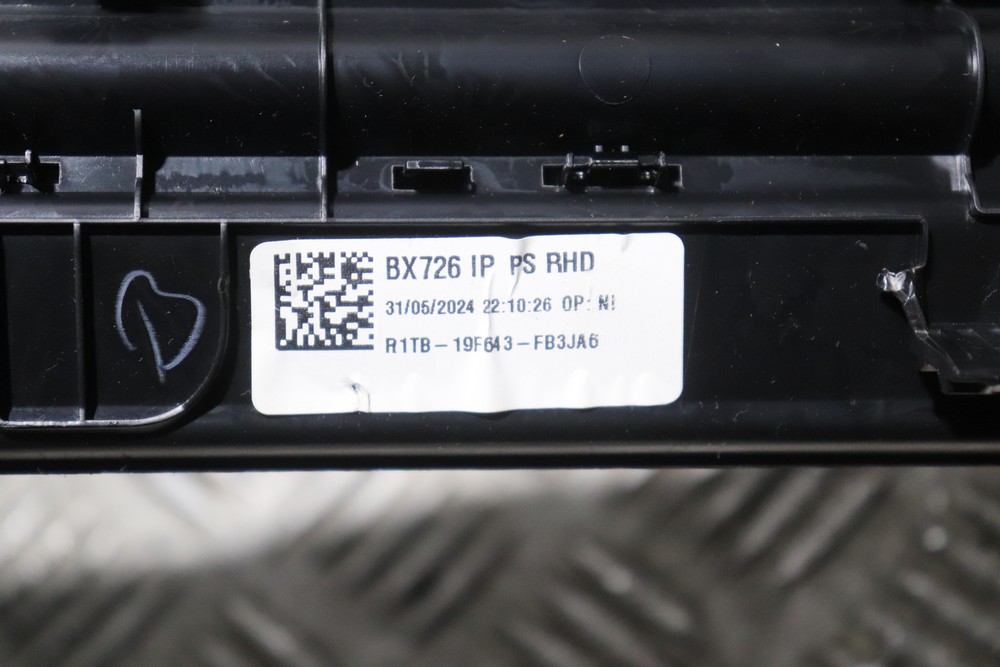 BX726 IP PS RHD
31/05/2024 22:10:26 OP: NI
R1TB-19F643-FB3JA6